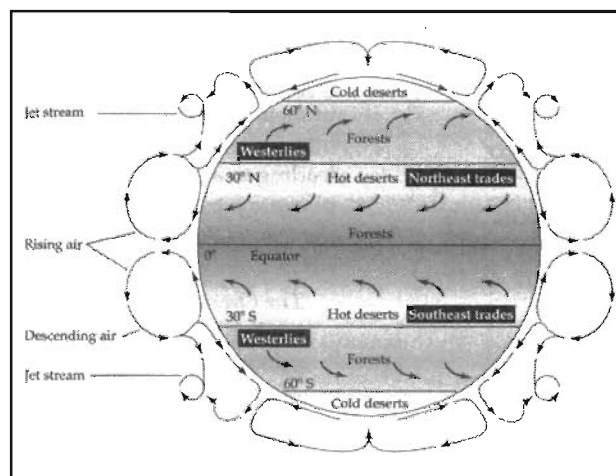 Cold deserts
60° N
Jet stream
Forests
Westerlies
30° N Hot deserts Northeast trades
Rising air
Forests
0° Equator
30° S Hot deserts Southeast trades
Descending air
Westerlies
Forests
Jet stream
60° S
Cold deserts